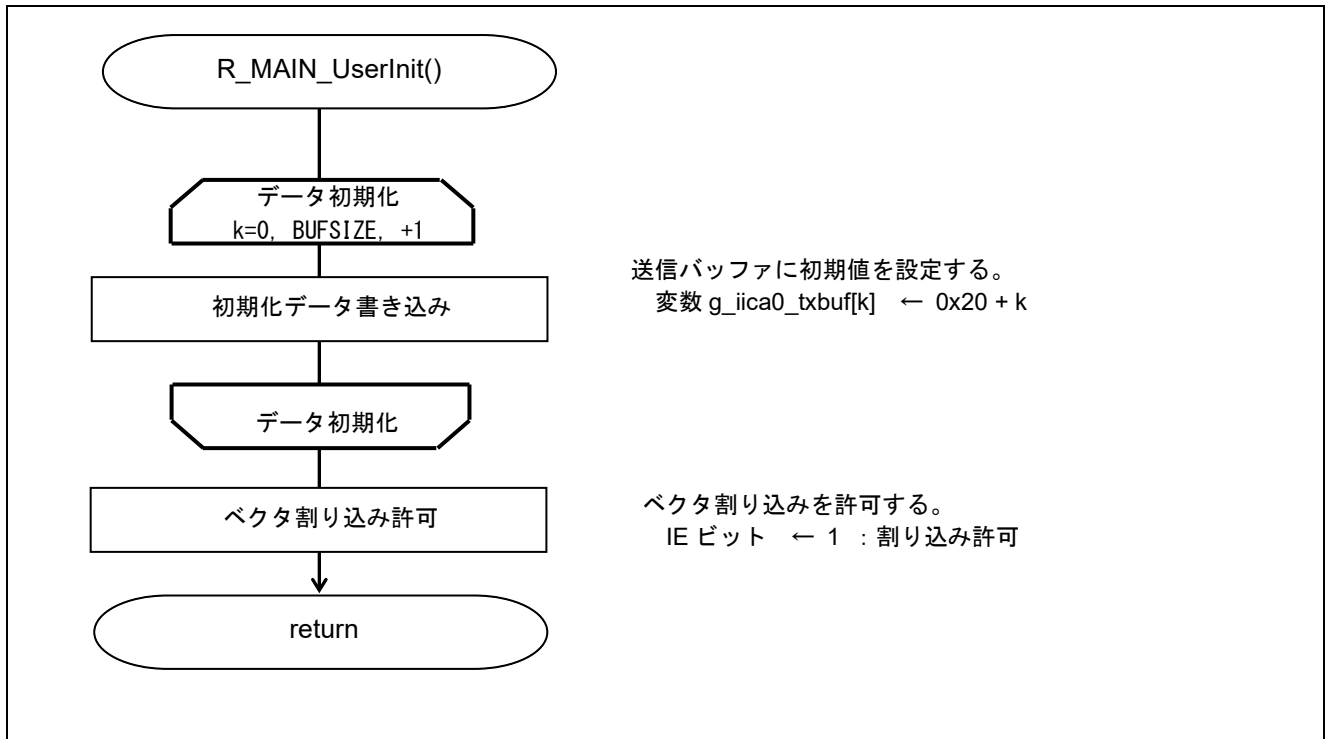 R_MAIN_UserInit()
データ初期化
k=0, BUFSIZE, +1
送信バッファに初期値を設定する。
初期化データ書き込み
変数 g_iica0_txbuf[k] ← 0x20 + k
データ初期化
ベクタ割り込みを許可する。
ベクタ割り込み許可
IE ビット ← 1 : 割り込み許可
return